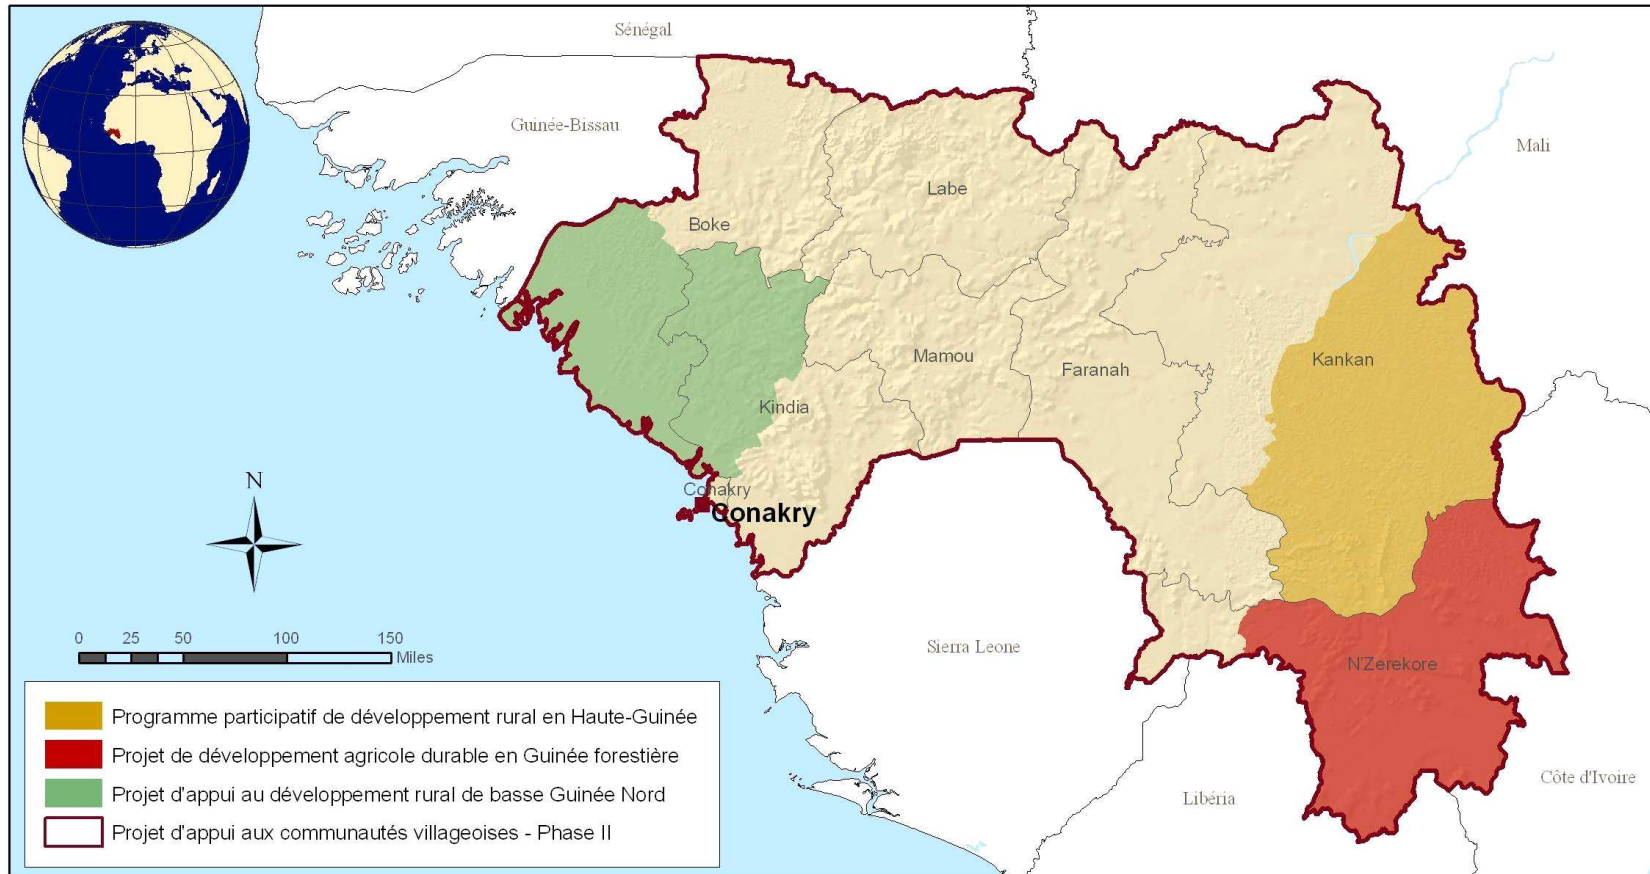 Sénégal
Guinée-Bissau
Mali
Labe
Boke
Mamou
Faranah
Kankan
Kindia
Conakry
Conakry
N
Sierra Leone
N'Zerekore
Côte d'Ivoire
Libéria
0 25 50 100 150
Miles
Programme participatif de développement rural en Haute-Guinée
Projet de développement agricole durable en Guinée forestière
Projet d'appui au développement rural de basse Guinée Nord
Projet d'appui aux communautés villageoises - Phase II